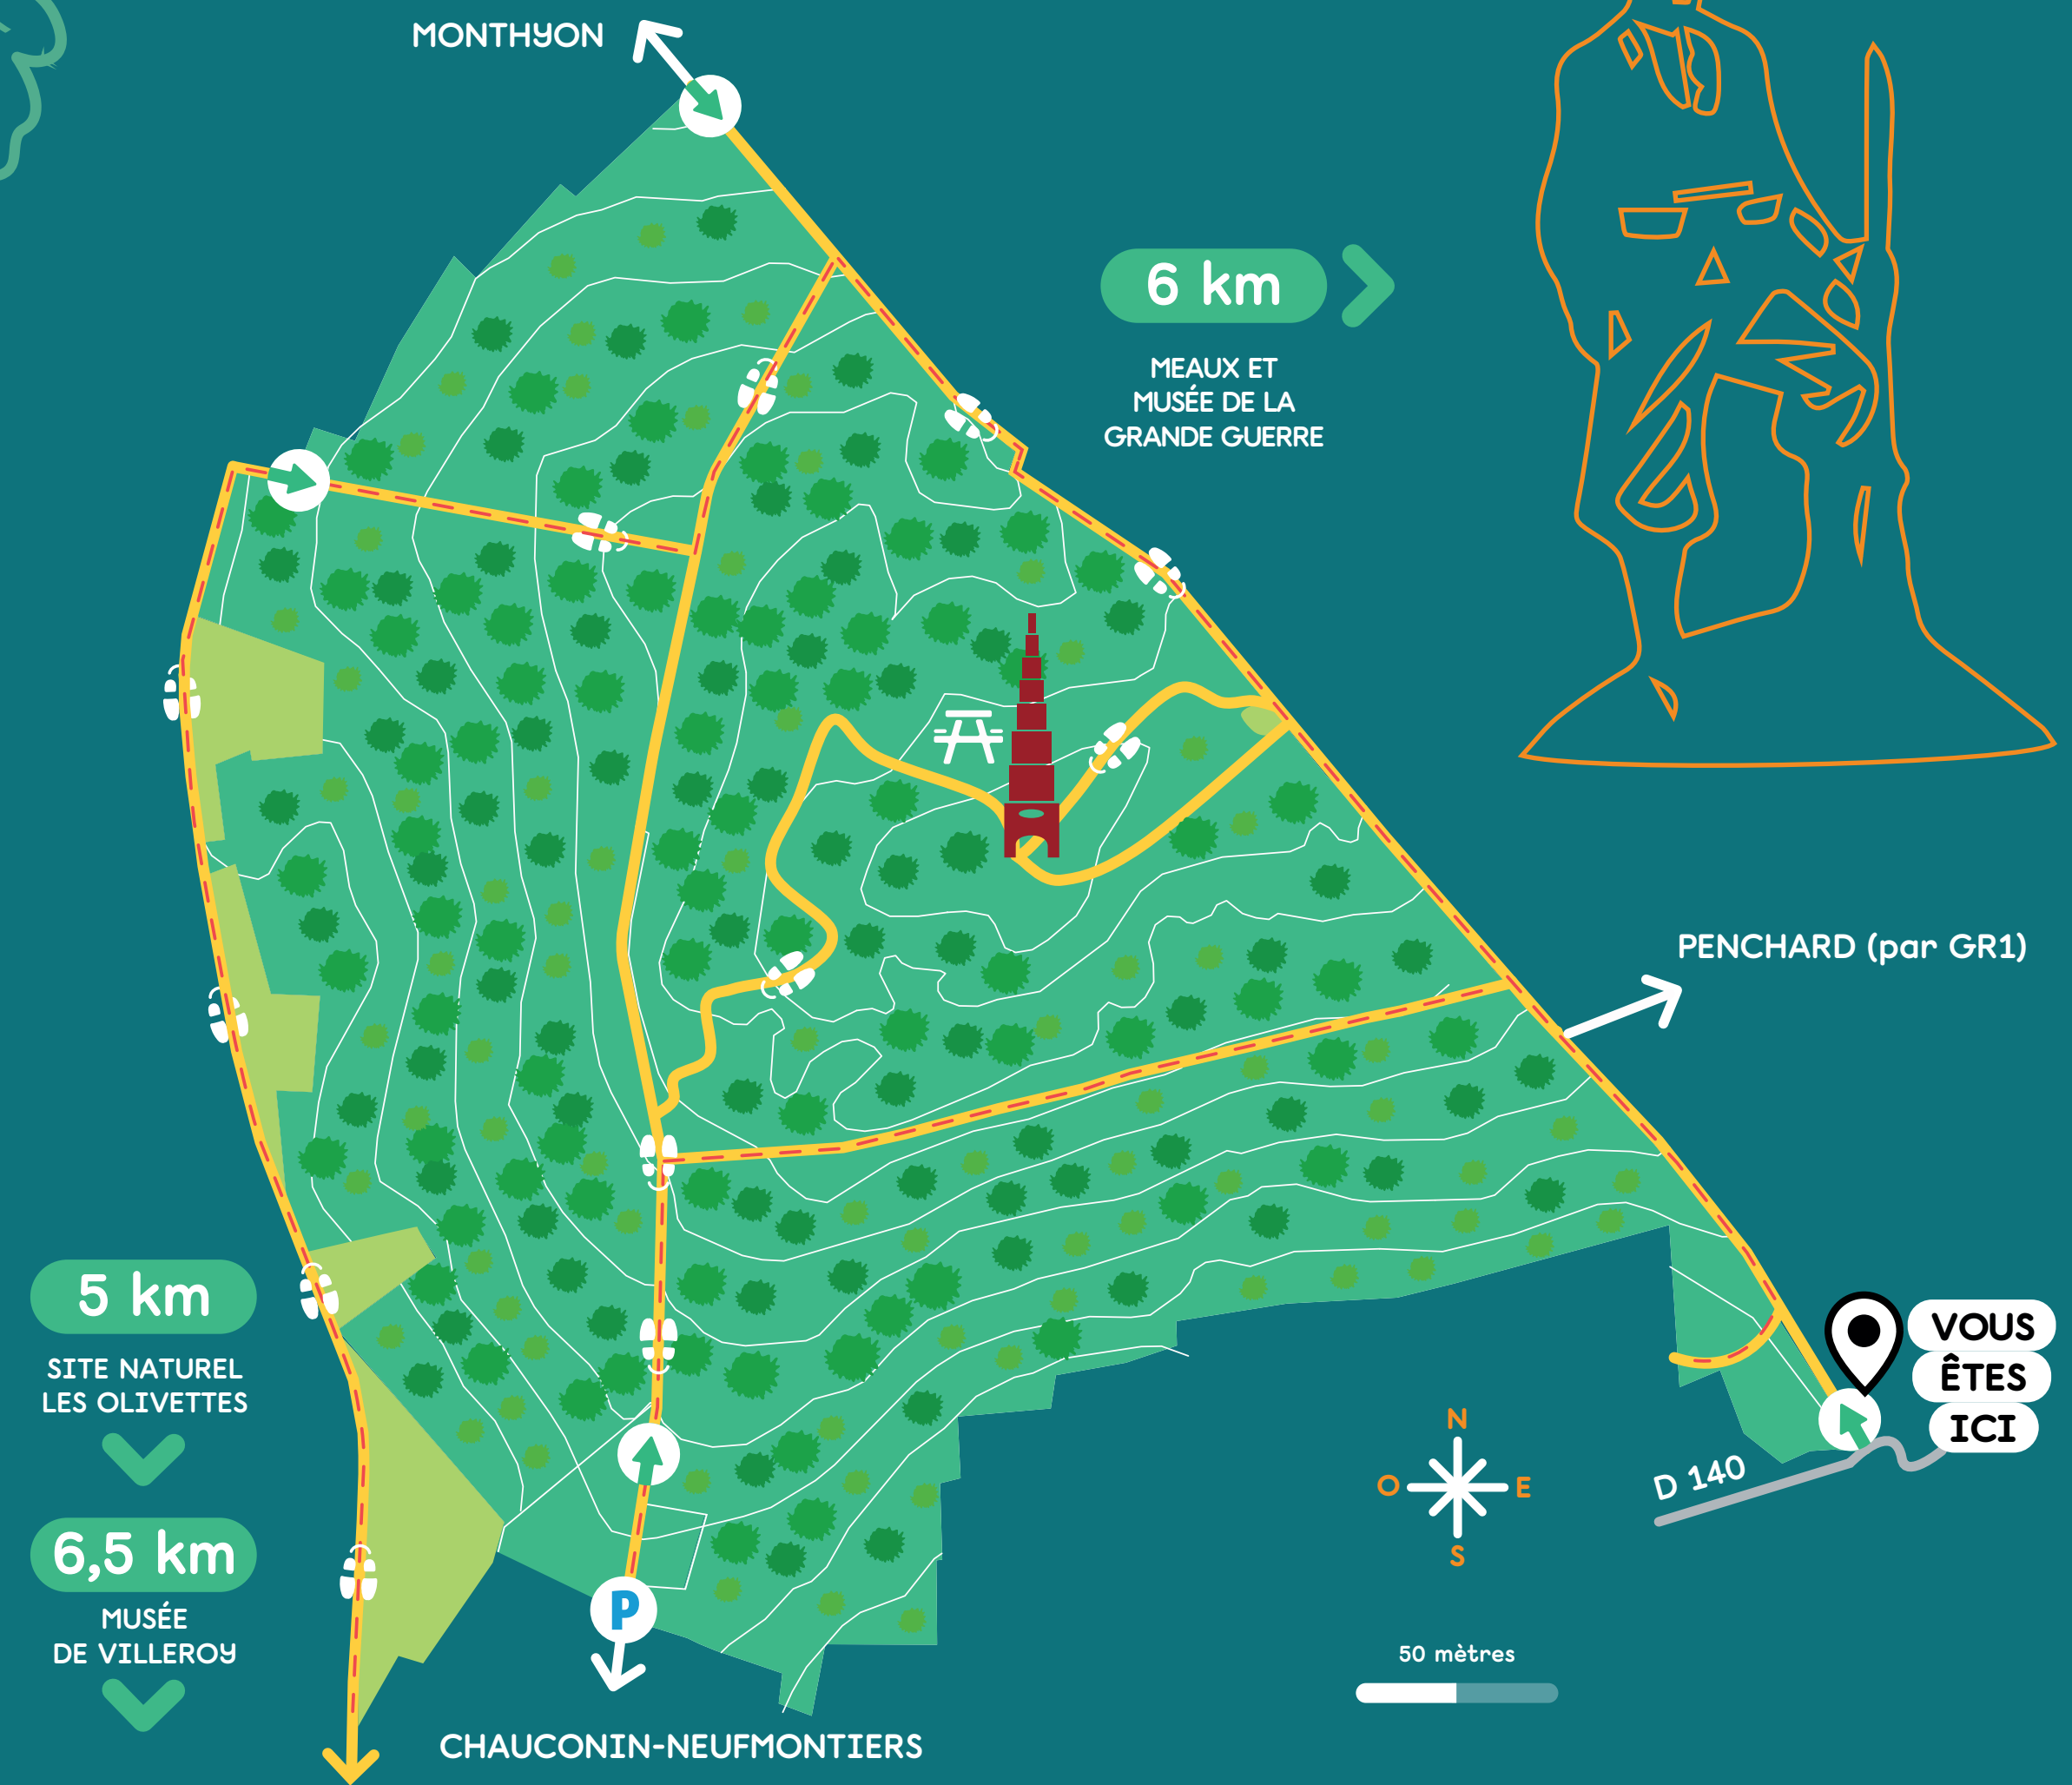 MONTHYON
6 km
MEAUX ET
MUSÉE DE LA
GRANDE GUERRE
PENCHARD (par GR1)
5 km
SITE NATUREL
LES OLIVETTES
6,5 km
MUSÉE
DE VILLEROY
VOUS
ÊTES
ICI
D 140
N
O
E
S
P
50 mètres
CHAUCONIN-NEUFMONTIERS